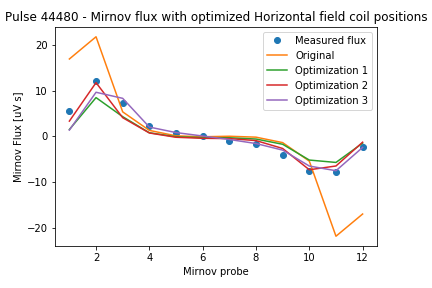 Pulse 44480 - Mirnov flux with optimized Horizontal field coil positions
Measured flux
Original
Optimization 1
Optimization 2
Optimization 3
Mirnov Flux [uV s]
20
10
0
−10
−20
2
4
6
8
10
12
Mirnov probe